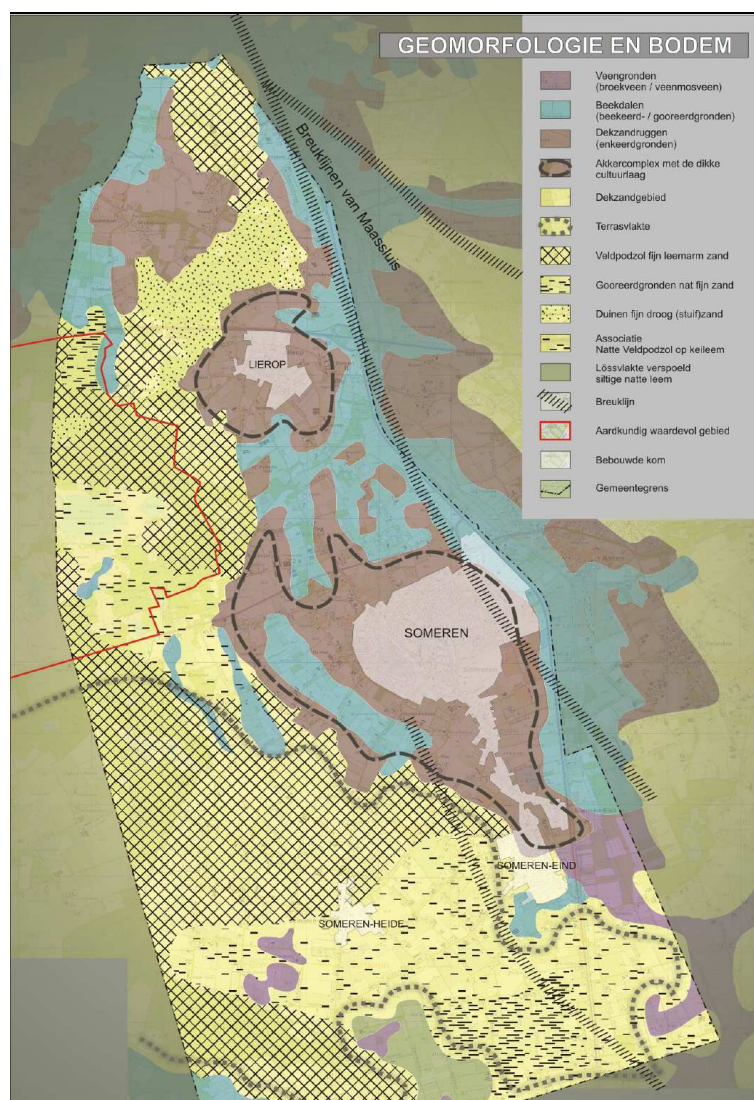 GEOMORFOLOGIE EN BODEM
Veengronden
(broekveen / veenmosveen)
Beekdalen
(beekeerd- / gooreerdgronden)
Dekzandruggen
(enkeerdgronden)
Akkercomplex met de dikke
cultuurlaag
Dekzandgebied
Terrasvlakte
Veldpodzol fijn leemarm zand
Gooreerdgronden nat fijn zand
Duinen fijn droog (stuif)zand
Associatie
Natte Veldpodzol op keileem
Lössvlakte verspoeld
siltige natte leem
Breuklijn
Aardkundig waardevol gebied
Bebouwde kom
Gemeentegrens
Breuklijnen van Maassluis
LIEROP
SOMEREN
SOMEREN-EIND
SOMEREN-HEIDE